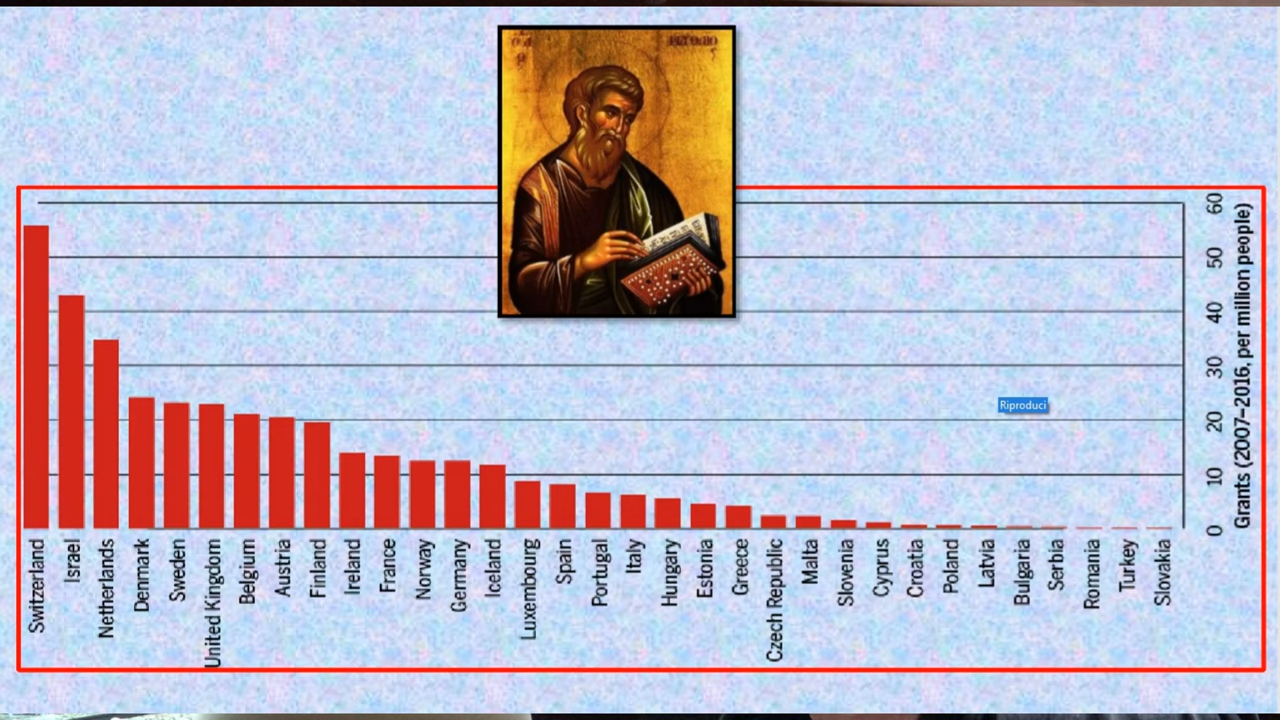 60
50
40
30
20
10
0
Grants (2007–2016, per million people)
Riproduci
Switzerland
Israel
Netherlands
Denmark
Sweden
United Kingdom
Belgium
Austria
Finland
Ireland
France
Norway
Germany
Iceland
Luxembourg
Spain
Portugal
Italy
Hungary
Estonia
Greece
Czech Republic
Malta
Slovenia
Cyprus
Croatia
Poland
Latvia
Bulgaria
Serbia
Romania
Turkey
Slovakia